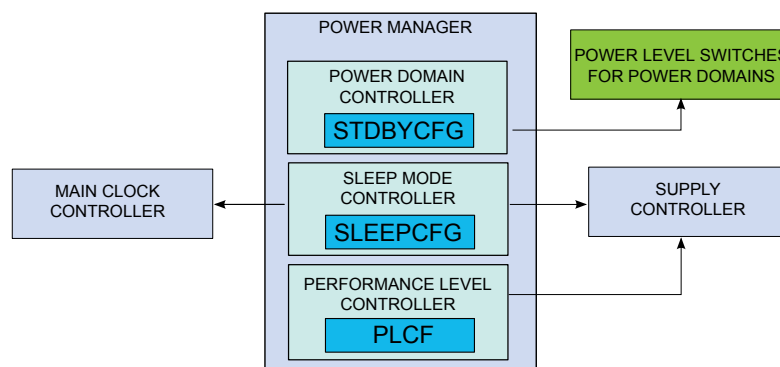 POWER MANAGER
POWER DOMAIN
CONTROLLER
STDBYCFG
POWER LEVEL SWITCHES
FOR POWER DOMAINS
MAIN CLOCK
CONTROLLER
SLEEP MODE
CONTROLLER
SLEEPCFG
SUPPLY
CONTROLLER
PERFORMANCE LEVEL
CONTROLLER
PLCF